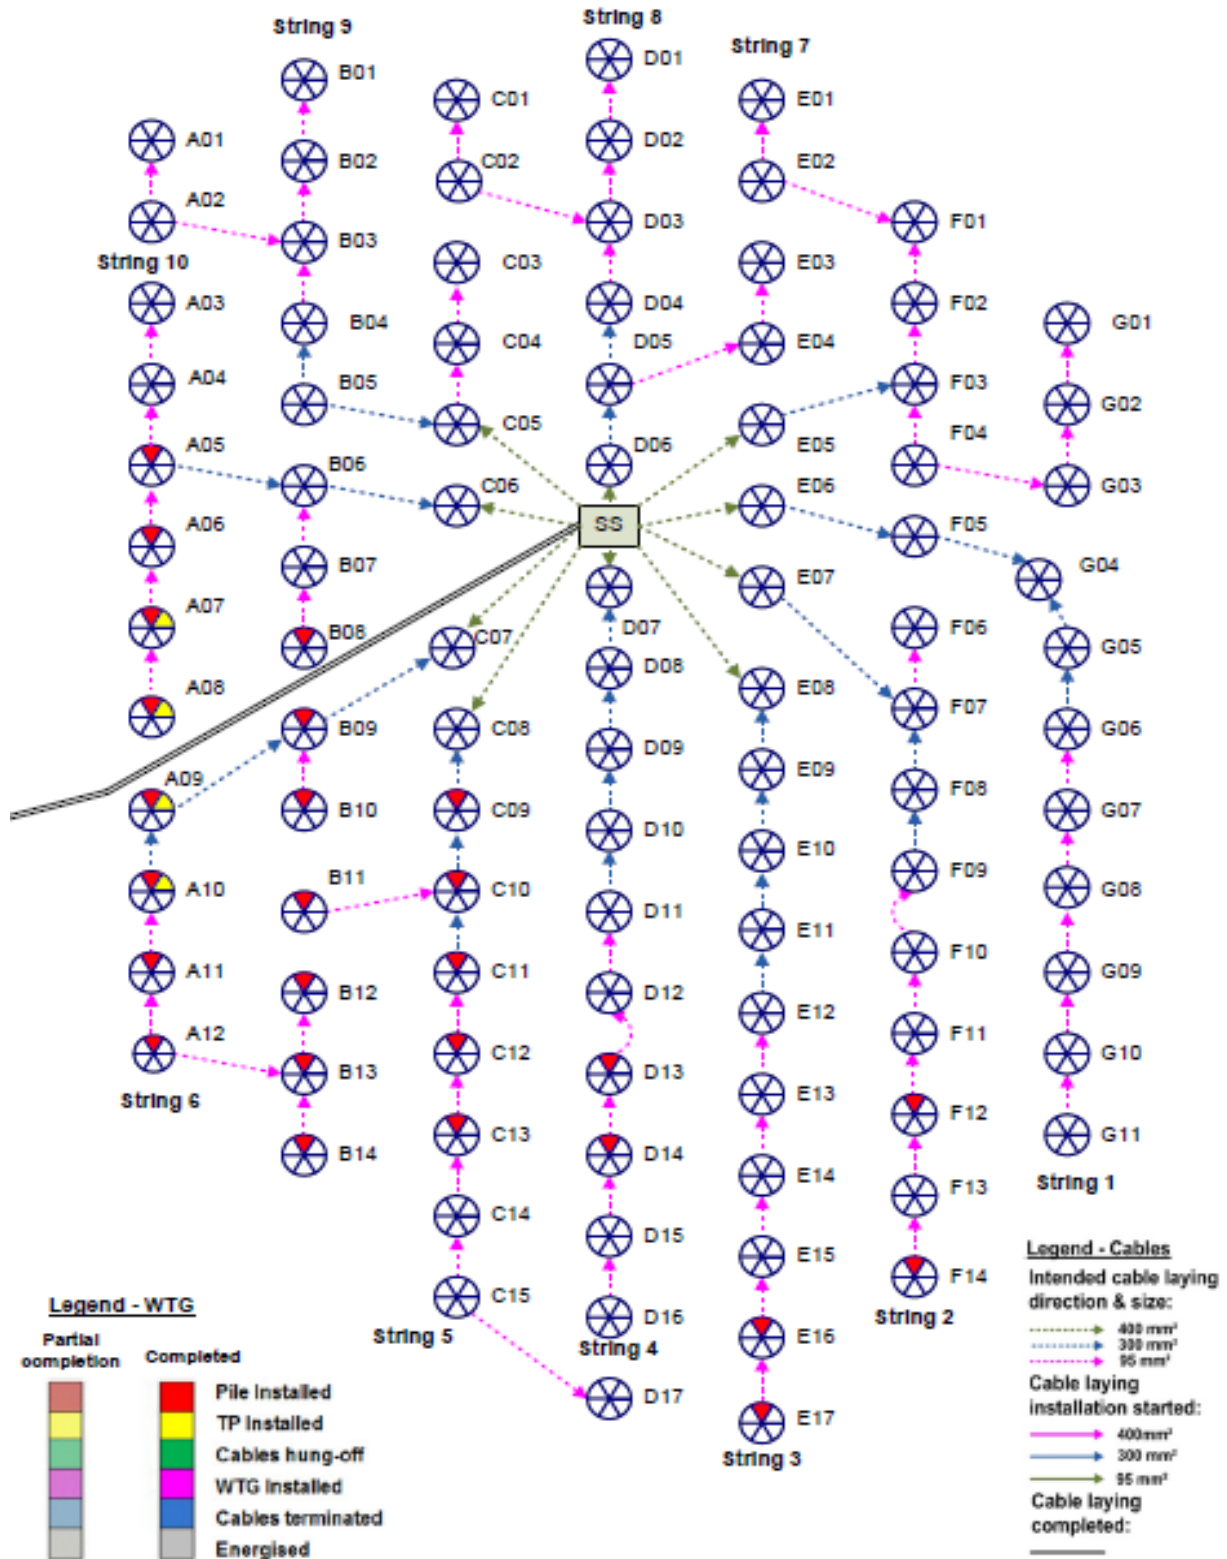 String 8
String 9
String 7
D01
B01
C01
E01
A01
D02
B02
C02
E02
A02
D03
F01
B03
String 10
C03
E03
A03
D04
F02
B04
G01
C04
D05
E04
A04
B05
F03
G02
C05
E05
F04
A05
D06
B06
C06
E06
G03
A06
SS
F05
B07
E07
G04
A07
B08
C07
D07
F06
G05
D08
A08
E08
F07
B09
C08
G06
D09
A09
E09
F08
B10
C09
G07
D10
E10
F09
B11
A10
C10
G08
D11
E11
F10
A11
C11
G09
B12
D12
E12
F11
A12
C12
G10
B13
D13
E13
String 6
F12
C13
G11
B14
D14
E14
String 1
F13
C14
D15
E15
F14
C15
String 2
D16
String 5
E16
String 4
D17
E17
String 3
Legend - WTG
Partial
completion
Completed
Pile Installed
TP Installed
Cables hung-off
WTG Installed
Cables terminated
Energised
Legend - Cables
Intended cable laying
direction & size:
400 mm²
300 mm²
95 mm²
Cable laying
installation started:
400mm²
300 mm²
95 mm²
Cable laying
completed: